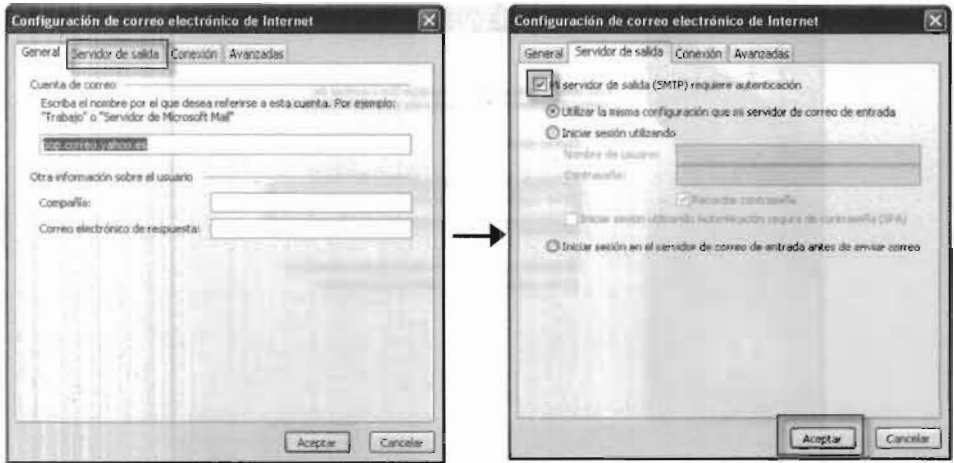 Configuración de correo electrónico de Internet
General Servidor de salida Conexión Avanzadas
Cuenta de correo
Escriba el nombre por el que desea referirse a esta cuenta. Por ejemplo:
"Trabajo" o "Servidor de Microsoft Mail"
pop.correo.yahoo.es
Otra información sobre el usuario
Compañía:
Correo electrónico de respuesta:
Aceptar Cancelar
Configuración de correo electrónico de Internet
General Servidor de salida Conexión Avanzadas
Mi servidor de salida (SMTP) requiere autenticación
Utilizar la misma configuración que mi servidor de correo de entrada
Iniciar sesión utilizando
Nombre de usuario:
Contraseña:
Recordar contraseña
Iniciar sesión utilizando Autenticación segura de contraseña (SPA)
Iniciar sesión en el servidor de correo de entrada antes de enviar correo
Aceptar Cancelar